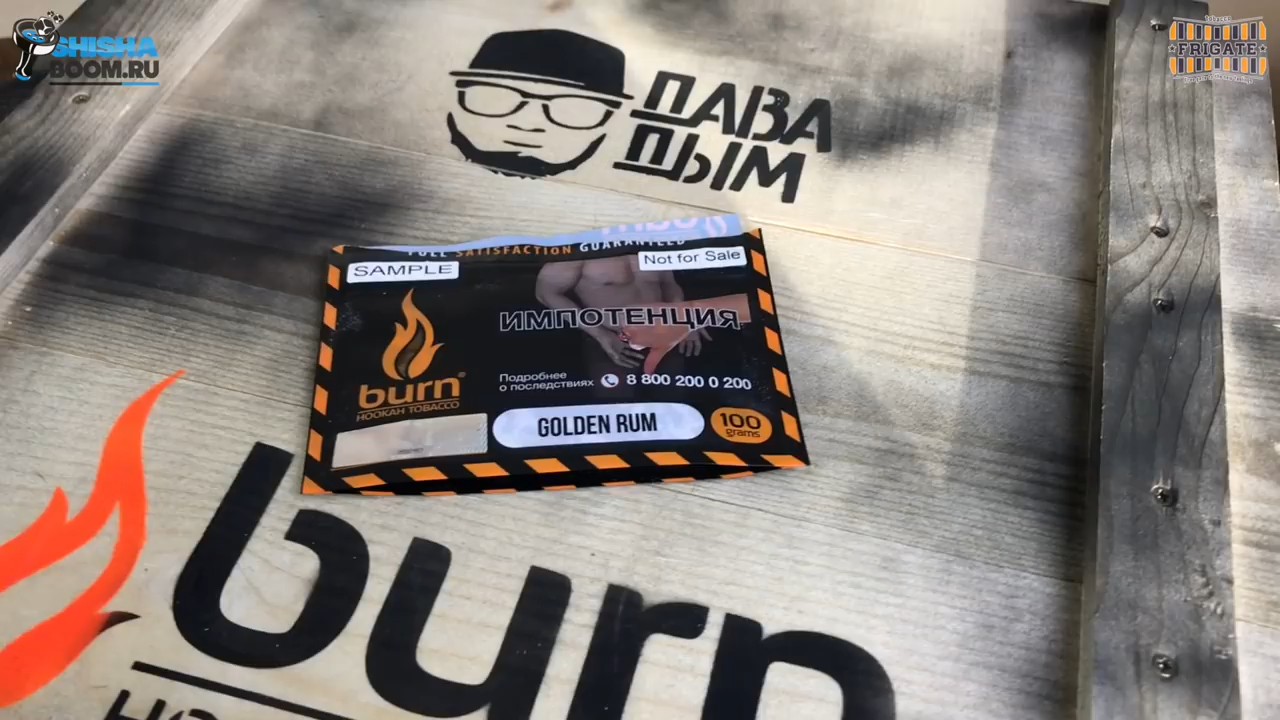 SHISHA
BOOM.RU
tobacco
FRIGATE
ПАВА
ДЫМ
FULL SATISFACTION GUARANTEED
SAMPLE
Not for Sale
ИМПОТЕНЦИЯ
burn®
HOOKAH TOBACCO
Подробнее
о последствиях
8 800 200 0 200
GOLDEN RUM
100
grams
burn